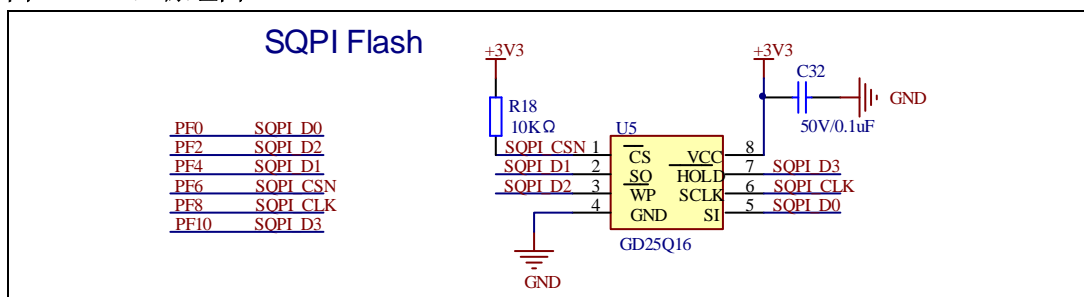 SQPI Flash
+3V3
+3V3
C32
GND
50V/0.1uF
R18
10KΩ
PF0 SQPI_D0
PF2 SQPI_D2
PF4 SQPI_D1
PF6 SQPI_CSN
PF8 SQPI_CLK
PF10 SQPI_D3
U5
SQPI_CSN 1 CS VCC 8
SQPI_D1 2 SO HOLD 7 SQPI_D3
SQPI_D2 3 WP SCLK 6 SQPI_CLK
4 GND SI 5 SQPI_D0
GD25Q16
GND